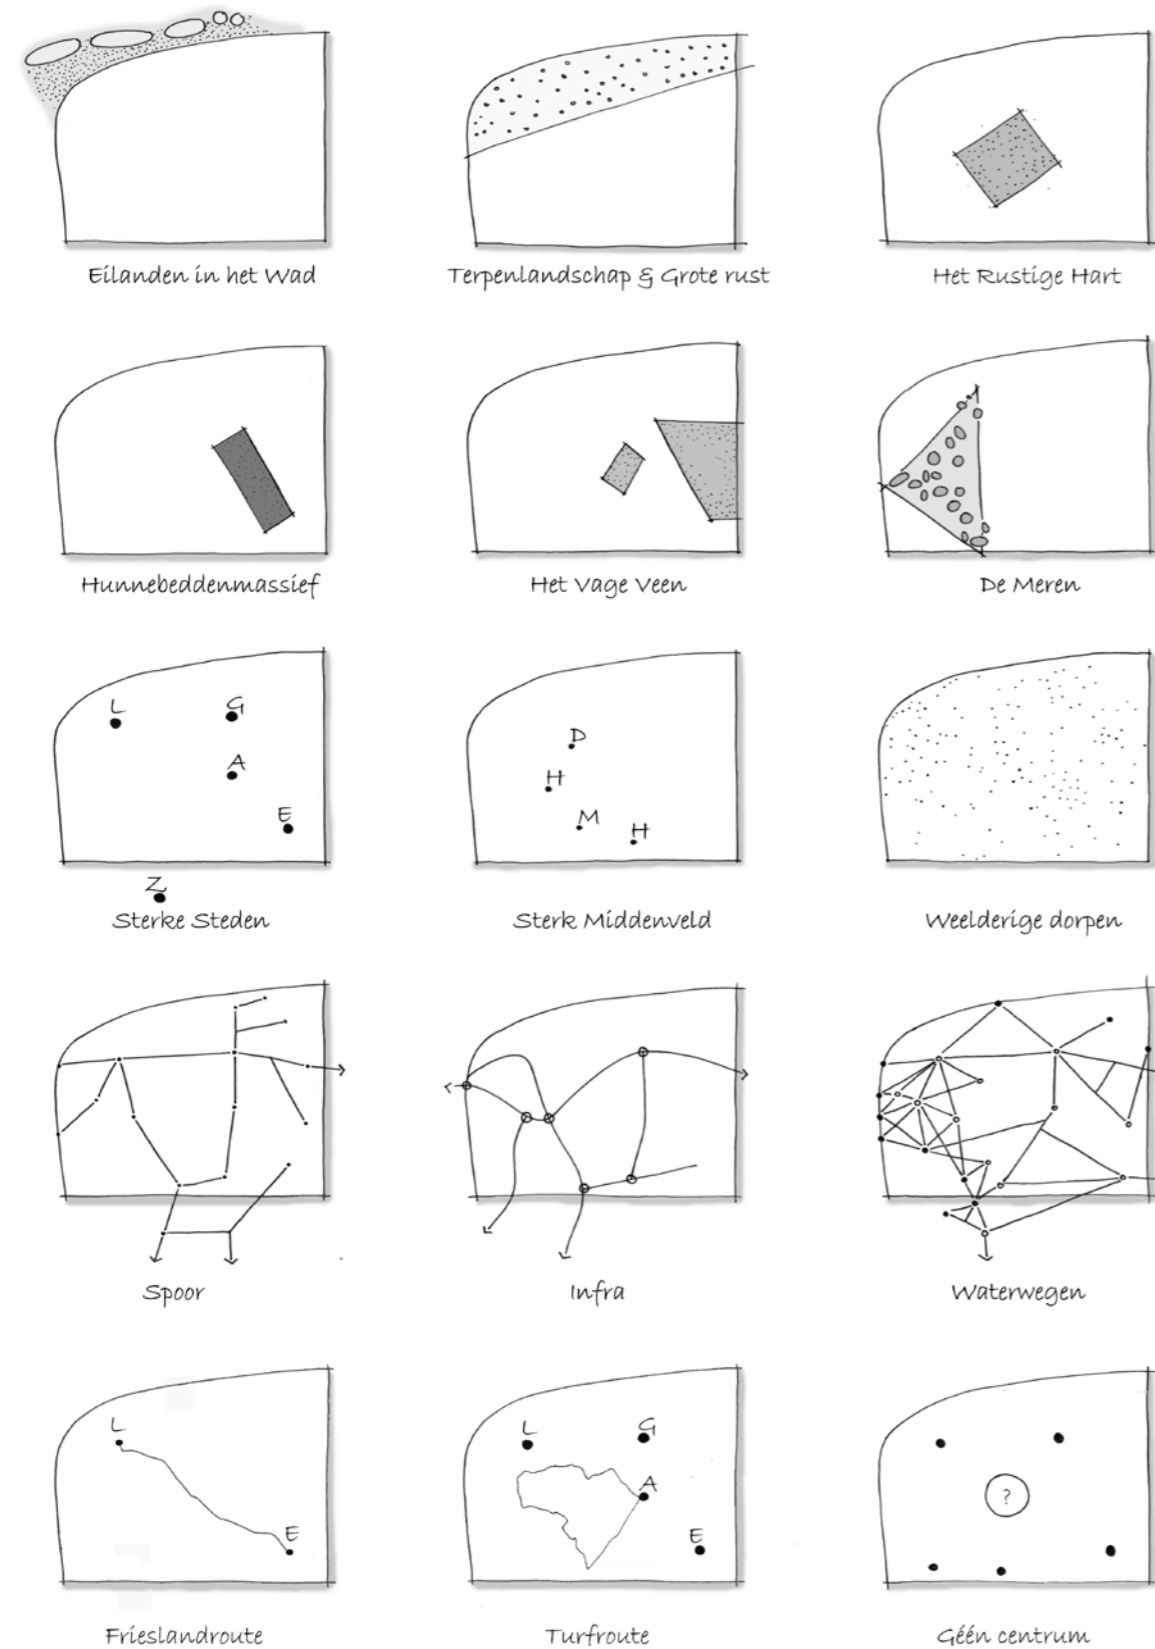 Eilanden in het Wad
Terpenlandschap & Grote rust
Het Rustige Hart
Hunnebeddenmassief
Het Vage Veen
De Meren
L
G
A
E
Z
Sterke Steden
D
H
M
H
Sterk Middenveld
Weelderige dorpen
Spoor
Infra
Waterwegen
L
E
Frieslandroute
L
G
A
E
Turfroute
?
Géén centrum